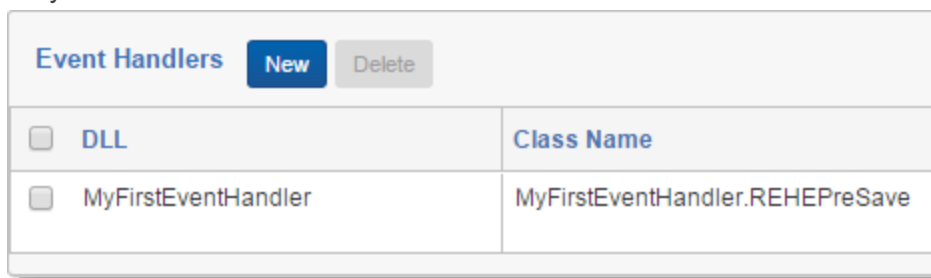 Event Handlers New Delete
DLL Class Name
MyFirstEventHandler MyFirstEventHandler.REHEPreSave